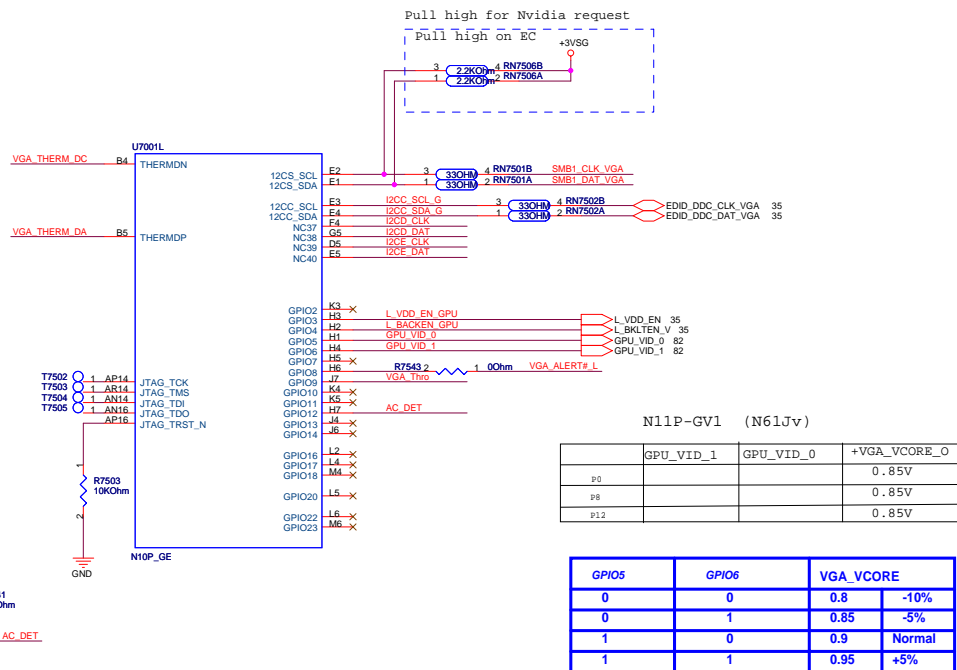 Pull high for Nvidia request
Pull high on EC
+3VSG
3 2.2KOhm 4 RN7506B
1 2.2KOhm 2 RN7506A
U7001L
VGA_THERM_DC B4 THERMDN
12CS_SCL E2 3 33OHM 4 RN7501B SMB1_CLK_VGA
12CS_SDA E1 1 33OHM 2 RN7501A SMB1_DAT_VGA
12CC_SCL E3 I2CC_SCL_G 3 33OHM 4 RN7502B EDID_DDC_CLK_VGA 35
12CC_SDA E4 I2CC_SDA_G 1 33OHM 2 RN7502A EDID_DDC_DAT_VGA 35
NC37 F4 I2CD_CLK
VGA_THERM_DA B5 THERMDP
NC38 G5 I2CD_DAT
NC39 D5 I2CE_CLK
NC40 E5 I2CE_DAT
GPIO2 K3
GPIO3 H3 L_VDD_EN_GPU L_VDD_EN 35
GPIO4 H2 L_BACKEN_GPU L_BKLTEN_V 35
GPIO5 H1 GPU_VID_0 GPU_VID_0 82
GPIO6 H4 GPU_VID_1 GPU_VID_1 82
GPIO7 H5
GPIO8 H6 R7543 2 1 0Ohm VGA_ALERT#_L
GPIO9 J7 VGA_Thro
T7502 1 AP14 JTAG_TCK
T7503 1 AR14 JTAG_TMS
T7504 1 AN14 JTAG_TDI
T7505 1 AN16 JTAG_TDO
AP16 JTAG_TRST_N
GPIO10 K4
GPIO11 K5
GPIO12 H7 AC_DET
GPIO13 J4
GPIO14 J6
GPIO16 L2
GPIO17 L4
GPIO18 M4
GPIO20 L5
GPIO22 L6
GPIO23 M6
1
R7503
10KOhm
2
GND
N10P_GE
N11P-GV1 (N61Jv)
GPU_VID_1 GPU_VID_0 +VGA_VCORE_O
P0 0.85V
P8 0.85V
P12 0.85V
GPIO5 GPIO6 VGA_VCORE
0 0 0.8 -10%
0 1 0.85 -5%
1 0 0.9 Normal
1 1 0.95 +5%
AC_DET